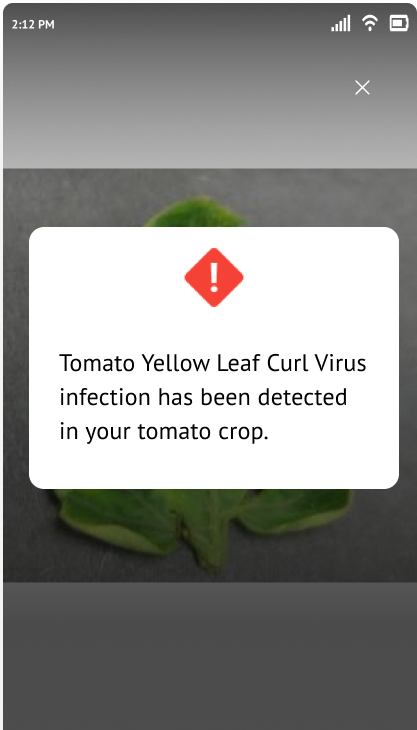 2:12 PM
Tomato Yellow Leaf Curl Virus
infection has been detected
in your tomato crop.